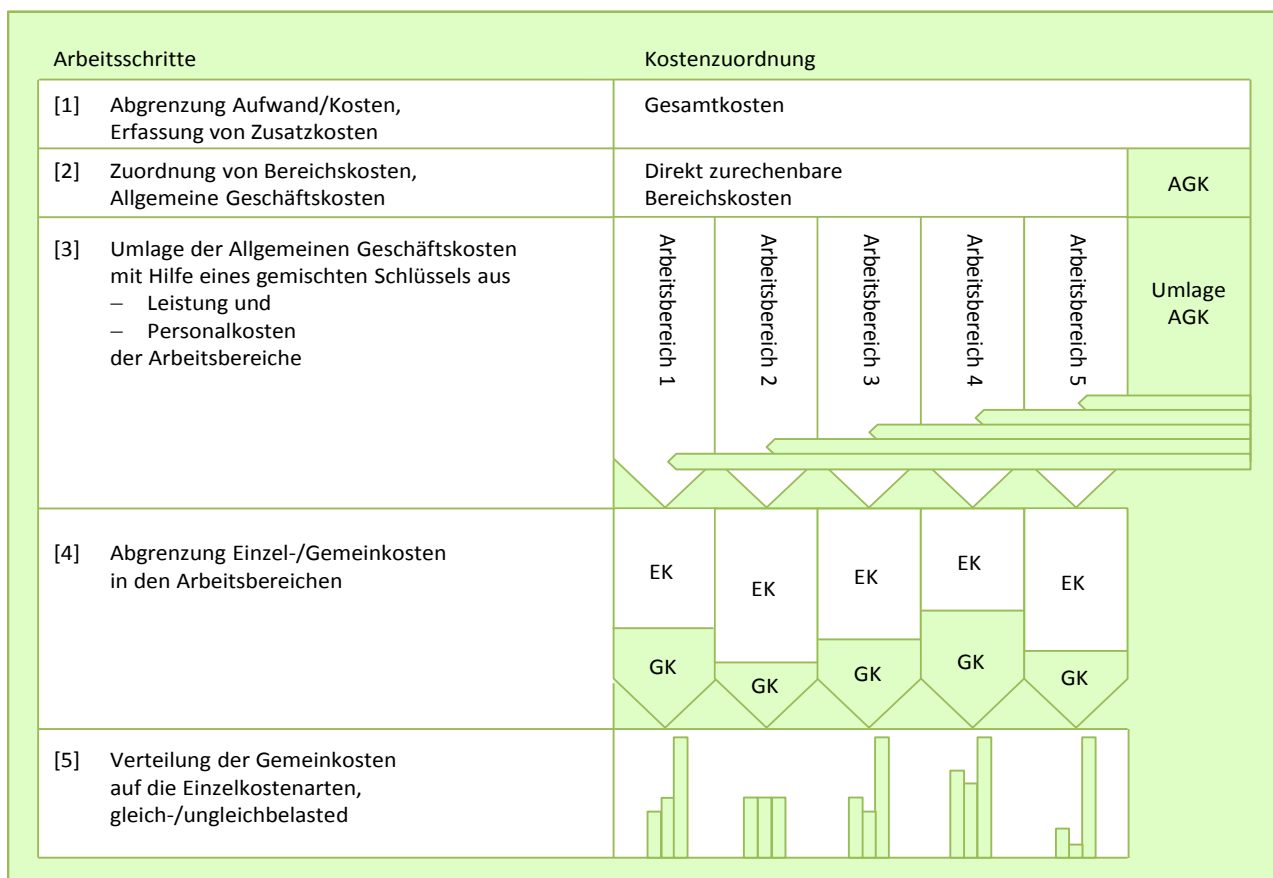 Arbeitsschritte
Kostenzuordnung
[1] Abgrenzung Aufwand/Kosten,
Erfassung von Zusatzkosten
Gesamtkosten
[2] Zuordnung von Bereichskosten,
Allgemeine Geschäftskosten
Direkt zurechenbare
Bereichskosten
AGK
[3] Umlage der Allgemeinen Geschäftskosten
mit Hilfe eines gemischten Schlüssels aus
– Leistung und
– Personalkosten
der Arbeitsbereiche
Arbeitsbereich 1
Arbeitsbereich 2
Arbeitsbereich 3
Arbeitsbereich 4
Arbeitsbereich 5
Umlage
AGK
[4] Abgrenzung Einzel-/Gemeinkosten
in den Arbeitsbereichen
EK
EK
EK
EK
EK
GK
GK
GK
GK
GK
[5] Verteilung der Gemeinkosten
auf die Einzelkostenarten,
gleich-/ungleichbelasted